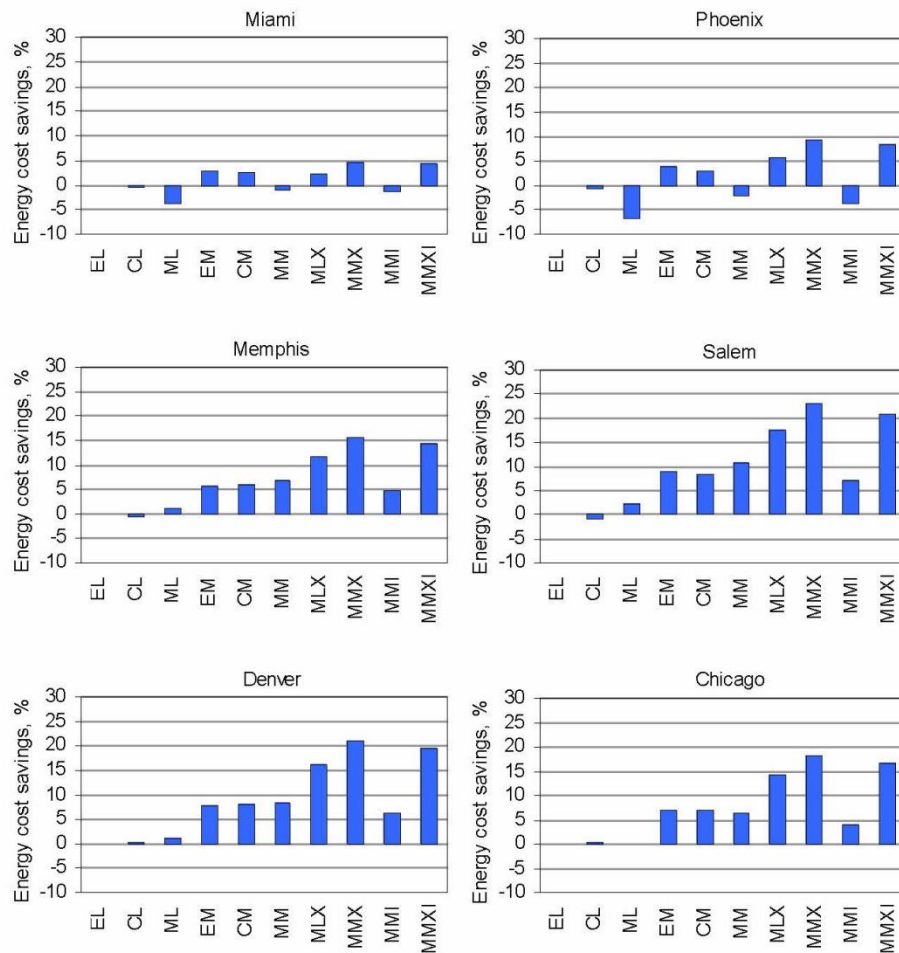 Miami
Energy cost savings, %
30
25
20
15
10
5
0
-5
-10
EL
CL
ML
EM
CM
MM
MLX
MMX
MMI
MMXI
Phoenix
Energy cost savings, %
30
25
20
15
10
5
0
-5
-10
EL
CL
ML
EM
CM
MM
MLX
MMX
MMI
MMXI
Memphis
Energy cost savings, %
30
25
20
15
10
5
0
-5
-10
EL
CL
ML
EM
CM
MM
MLX
MMX
MMI
MMXI
Salem
Energy cost savings, %
30
25
20
15
10
5
0
-5
-10
EL
CL
ML
EM
CM
MM
MLX
MMX
MMI
MMXI
Denver
Energy cost savings, %
30
25
20
15
10
5
0
-5
-10
EL
CL
ML
EM
CM
MM
MLX
MMX
MMI
MMXI
Chicago
Energy cost savings, %
30
25
20
15
10
5
0
-5
-10
EL
CL
ML
EM
CM
MM
MLX
MMX
MMI
MMXI